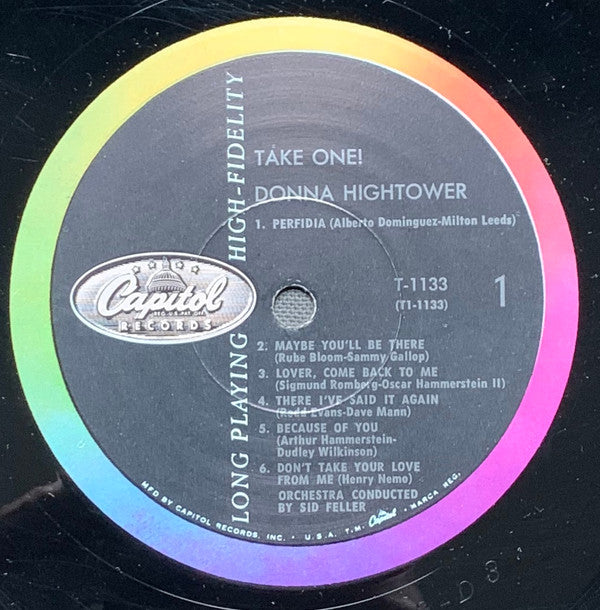 LONG PLAYING HIGH-FIDELITY
TAKE ONE!
DONNA HIGHTOWER
1. PERFIDIA (Alberto Dominguez-Milton Leeds)
T-1133
(T1-1133)
1
Capitol
REG. U.S. PAT. OFF.
RECORDS
2. MAYBE YOU'LL BE THERE
(Rube Bloom-Sammy Gallop)
3. LOVER, COME BACK TO ME
(Sigmund Romberg-Oscar Hammerstein II)
4. THERE I'VE SAID IT AGAIN
(Redd Evans-Dave Mann)
5. BECAUSE OF YOU
(Arthur Hammerstein-
Dudley Wilkinson)
6. DON'T TAKE YOUR LOVE
FROM ME (Henry Nemo)
ORCHESTRA CONDUCTED
BY SID FELLER
MFD BY CAPITOL RECORDS, INC. • U.S.A. T.M. Capitol • MARCA REG.
D 3